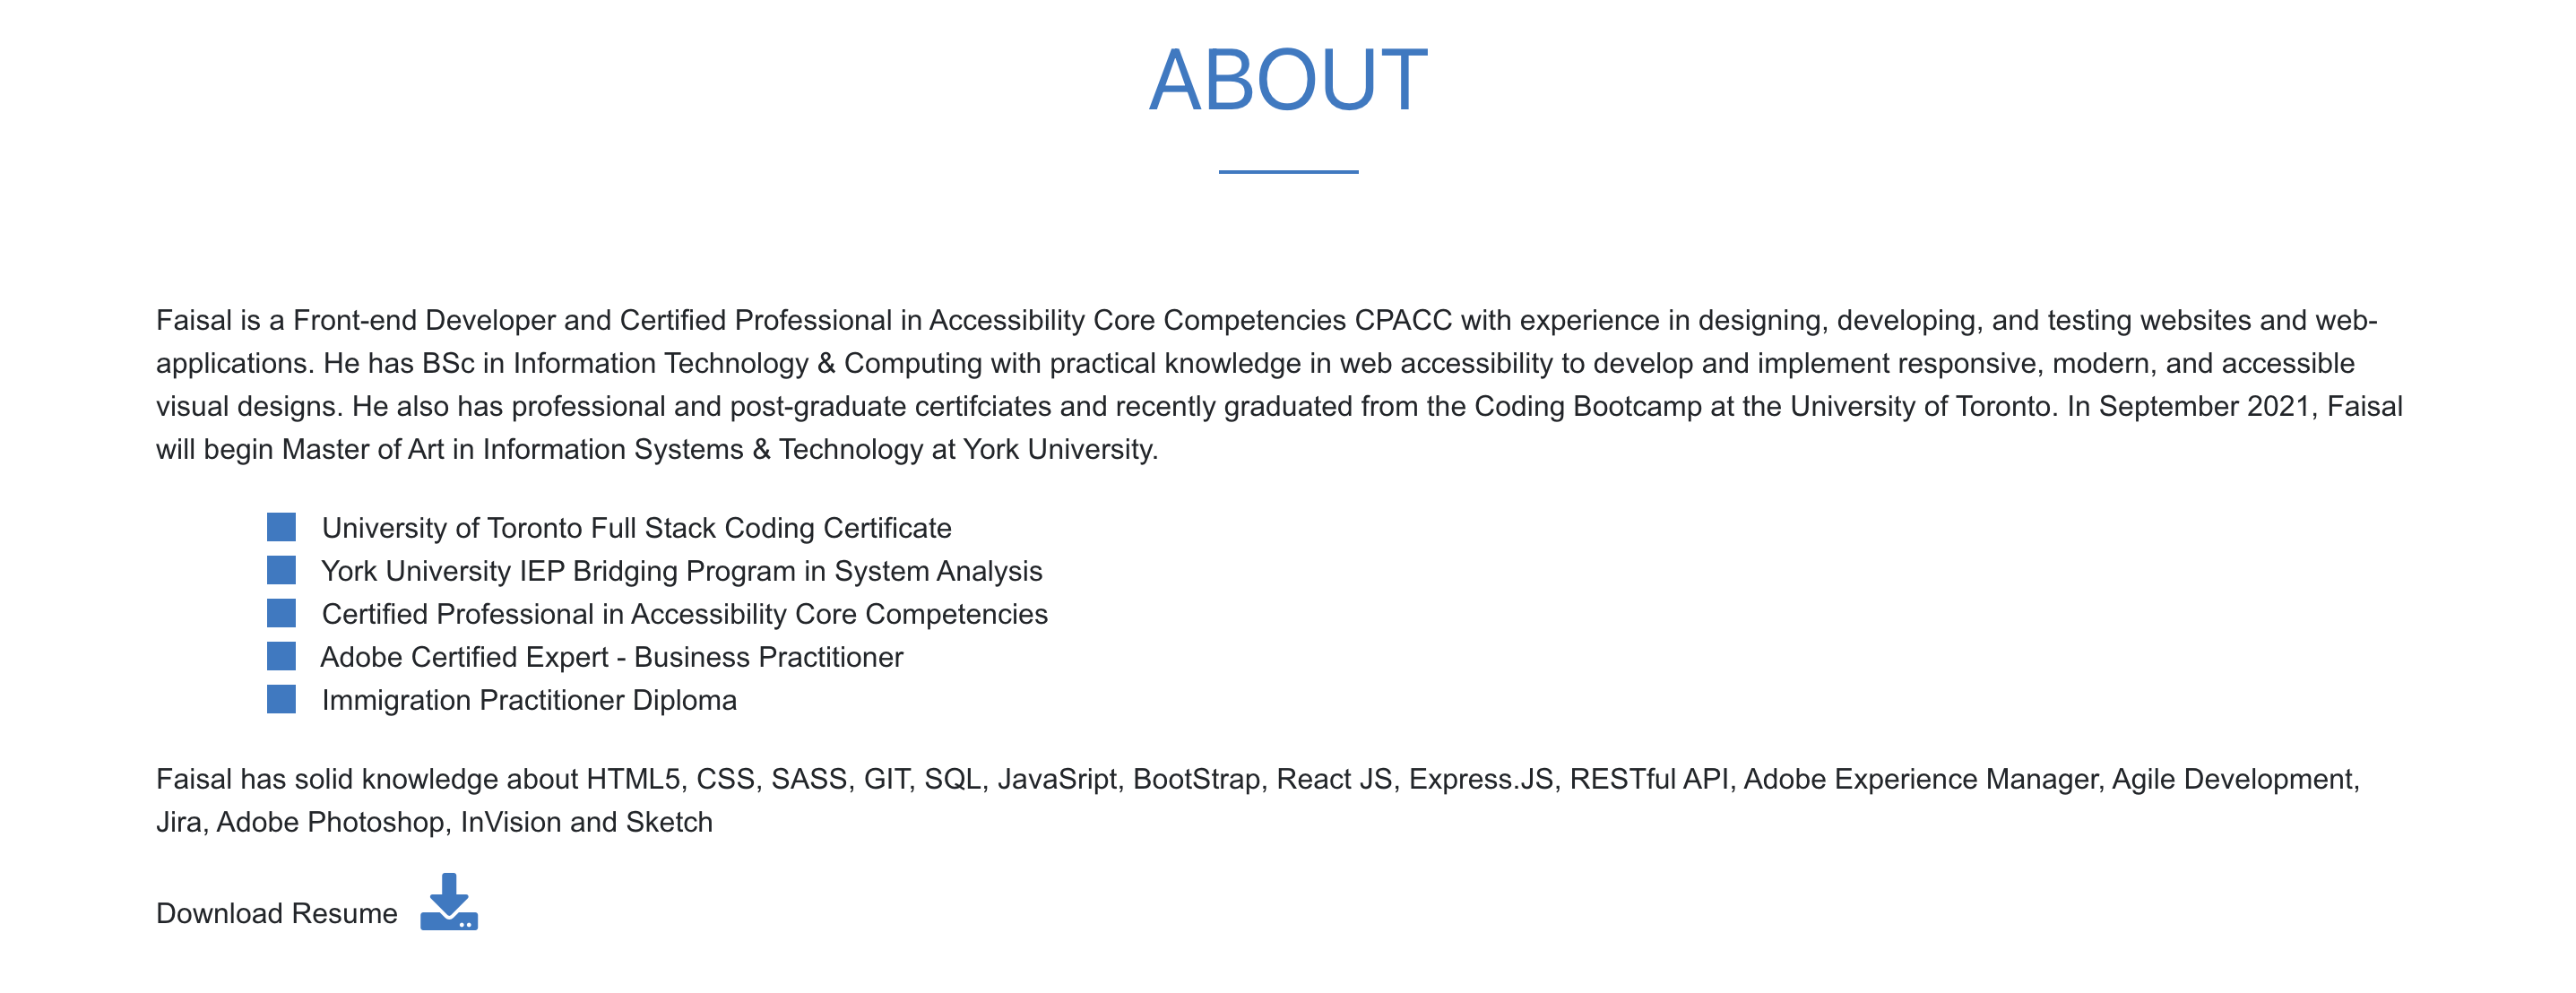 ABOUT
Faisal is a Front-end Developer and Certified Professional in Accessibility Core Competencies CPACC with experience in designing, developing, and testing websites and web-
applications. He has BSc in Information Technology & Computing with practical knowledge in web accessibility to develop and implement responsive, modern, and accessible
visual designs. He also has professional and post-graduate certifciates and recently graduated from the Coding Bootcamp at the University of Toronto. In September 2021, Faisal
will begin Master of Art in Information Systems & Technology at York University.
University of Toronto Full Stack Coding Certificate
York University IEP Bridging Program in System Analysis
Certified Professional in Accessibility Core Competencies
Adobe Certified Expert - Business Practitioner
Immigration Practitioner Diploma
Faisal has solid knowledge about HTML5, CSS, SASS, GIT, SQL, JavaSript, BootStrap, React JS, Express.JS, RESTful API, Adobe Experience Manager, Agile Development,
Jira, Adobe Photoshop, InVision and Sketch
Download Resume